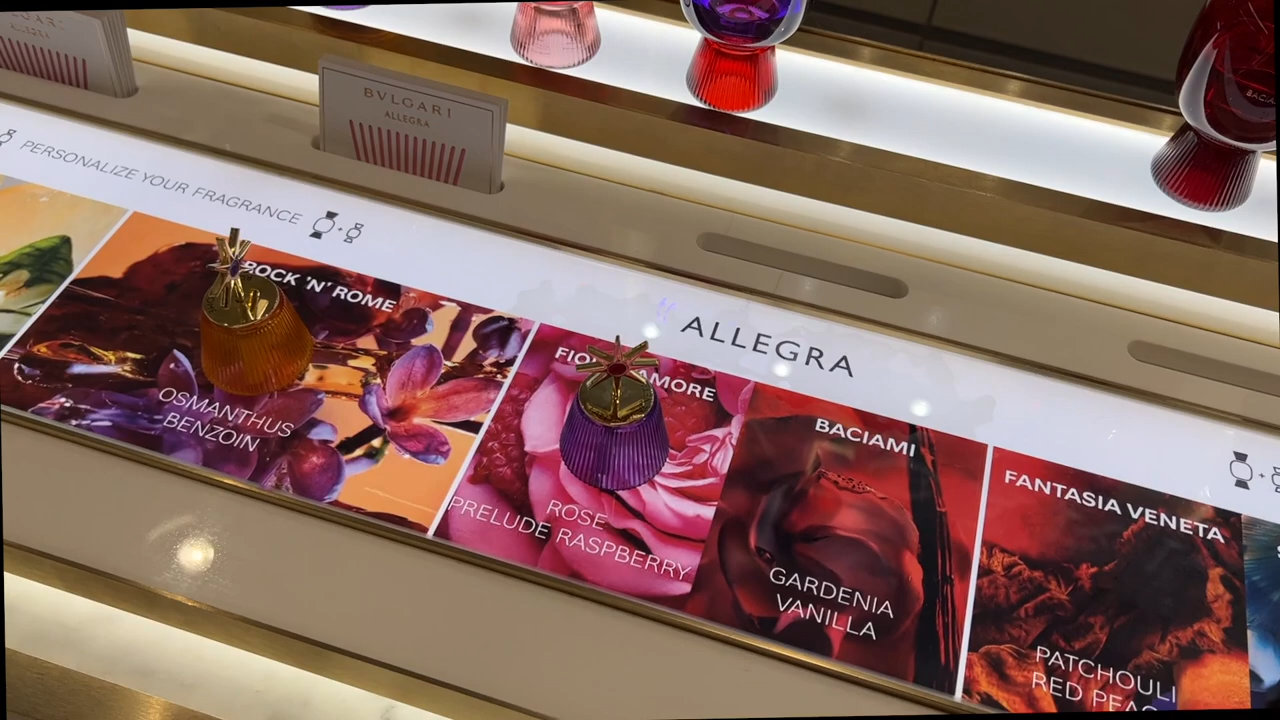 BVLGARI
ALLEGRA
PERSONALIZE YOUR FRAGRANCE
ALLEGRA
ROCK 'N' ROME
OSMANTHUS
BENZOIN
AMORE
ROSE
PRELUDE RASPBERRY
BACIAMI
GARDENIA
VANILLA
FANTASIA VENETA
PATCHOULI
RED